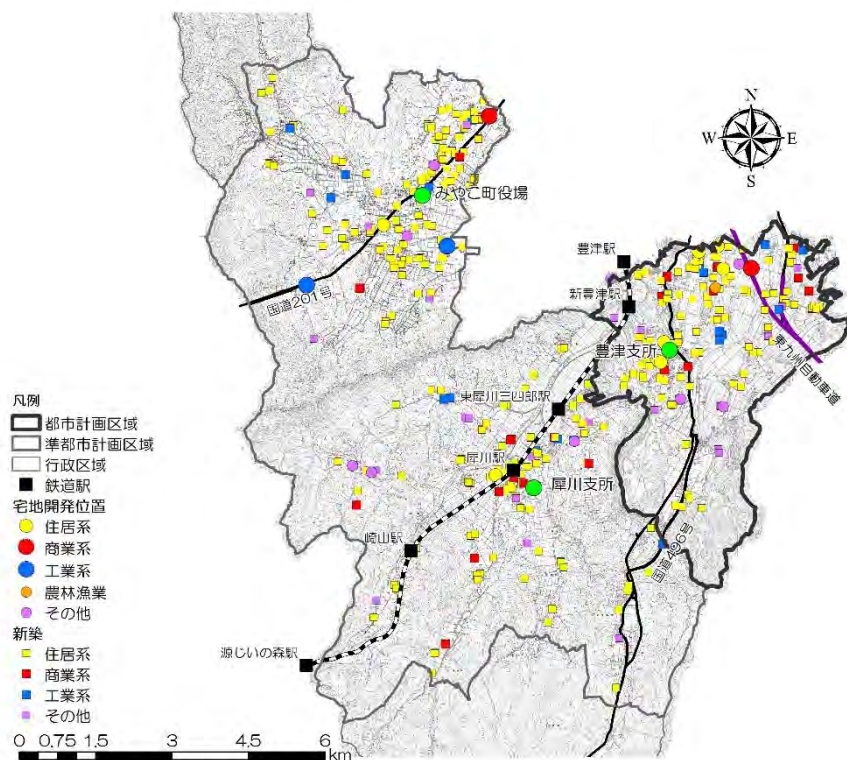 N
W
E
S
みやこ町役場
豊津駅
新豊津駅
国道201号
豊津支所
東九州自動車道
東犀川三四郎駅
犀川駅
犀川支所
崎山駅
国道496号
源じいの森駅
凡例
都市計画区域
準都市計画区域
行政区域
鉄道駅
宅地開発位置
住居系
商業系
工業系
農林漁業
その他
新築
住居系
商業系
工業系
その他
0 0.75 1.5 3 4.5 6
km